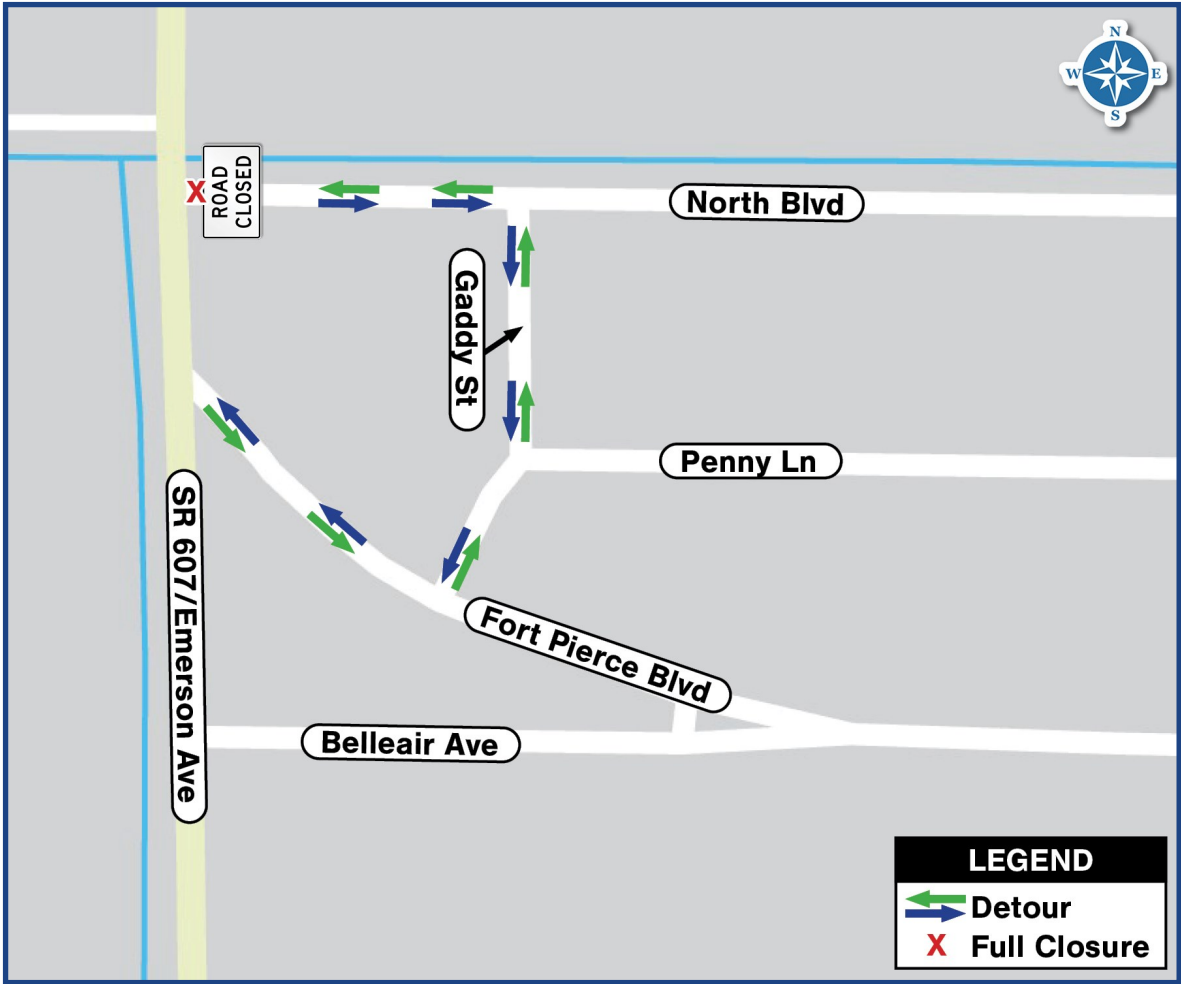 N
W E
S
ROAD
CLOSED
North Blvd
Gaddy St
Penny Ln
SR 607/Emerson Ave
Fort Pierce Blvd
Belleair Ave
LEGEND
Detour
X Full Closure